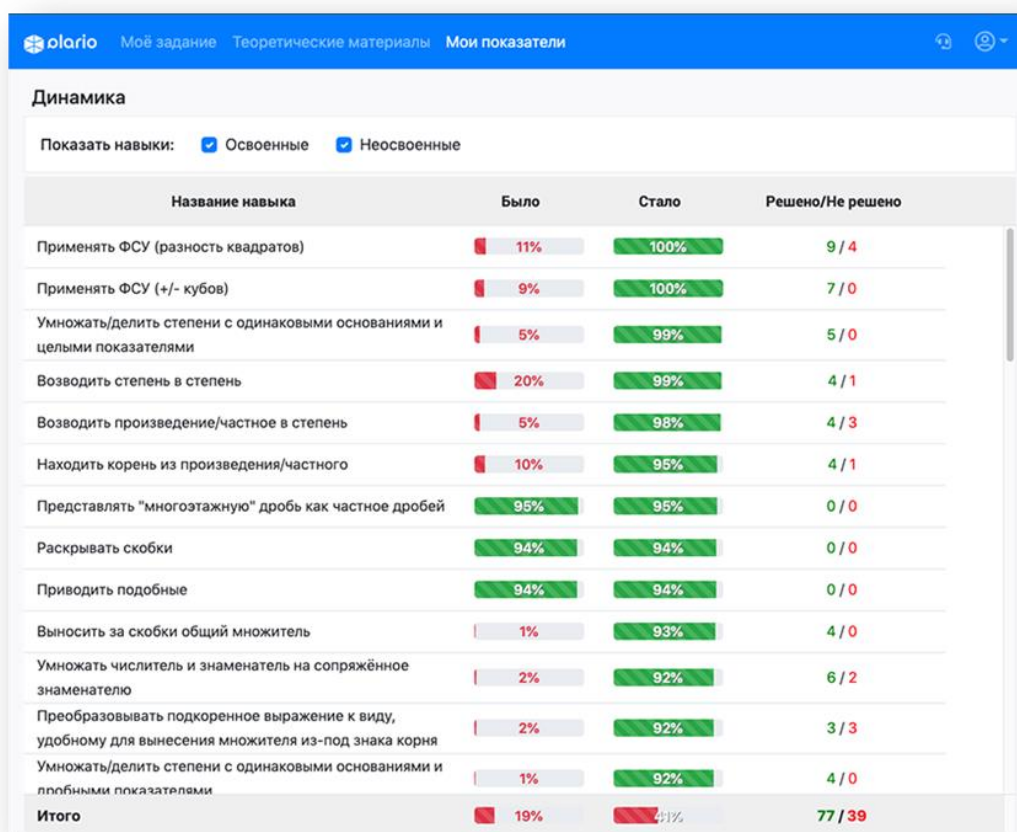 plario Моё задание Теоретические материалы Мои показатели
Динамика
Показать навыки: Освоенные Неосвоенные
Название навыка Было Стало Решено/Не решено
Применять ФСУ (разность квадратов) 11% 100% 9 / 4
Применять ФСУ (+/- кубов) 9% 100% 7 / 0
Умножать/делить степени с одинаковыми основаниями и
целыми показателями 5% 99% 5 / 0
Возводить степень в степень 20% 99% 4 / 1
Возводить произведение/частное в степень 5% 98% 4 / 3
Находить корень из произведения/частного 10% 95% 4 / 1
Представлять "многоэтажную" дробь как частное дробей 95% 95% 0 / 0
Раскрывать скобки 94% 94% 0 / 0
Приводить подобные 94% 94% 0 / 0
Выносить за скобки общий множитель 1% 93% 4 / 0
Умножать числитель и знаменатель на сопряжённое
знаменателю 2% 92% 6 / 2
Преобразовывать подкоренное выражение к виду,
удобному для вынесения множителя из-под знака корня 2% 92% 3 / 3
Умножать/делить степени с одинаковыми основаниями и
дробными показателями 1% 92% 4 / 0
Итого 19% 41% 77 / 39